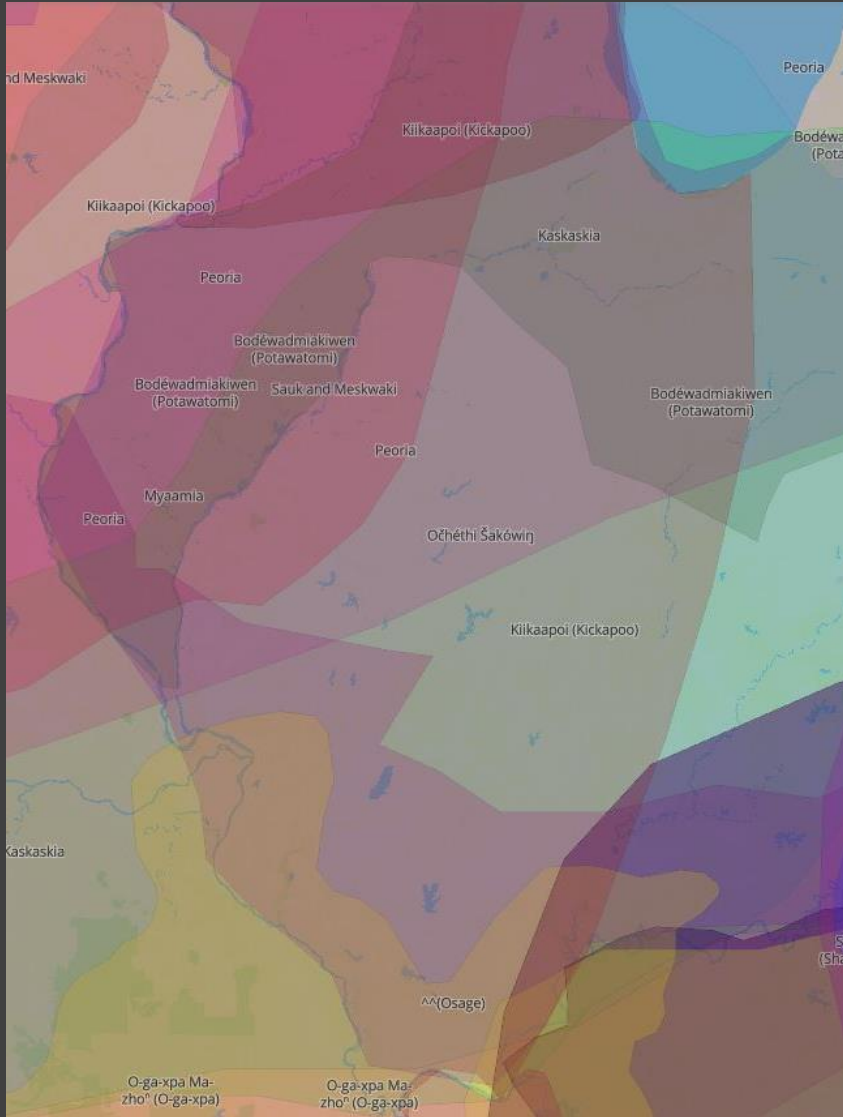 Peoria
nd Meskwaki
Kiikaapoi (Kickapoo)
Bodéwa
(Pota
Kiikaapoi (Kickapoo)
Kaskaskia
Peoria
Bodéwadmiakiwen
(Potawatomi)
Bodéwadmiakiwen
(Potawatomi)
Sauk and Meskwaki
Bodéwadmiakiwen
(Potawatomi)
Peoria
Myaamia
Peoria
Očhéthi Šakówiŋ
Kiikaapoi (Kickapoo)
Kaskaskia
S
(Sha
^^(Osage)
O-ga-xpa Ma-
zhoⁿ (O-ga-xpa)
O-ga-xpa Ma-
zhoⁿ (O-ga-xpa)